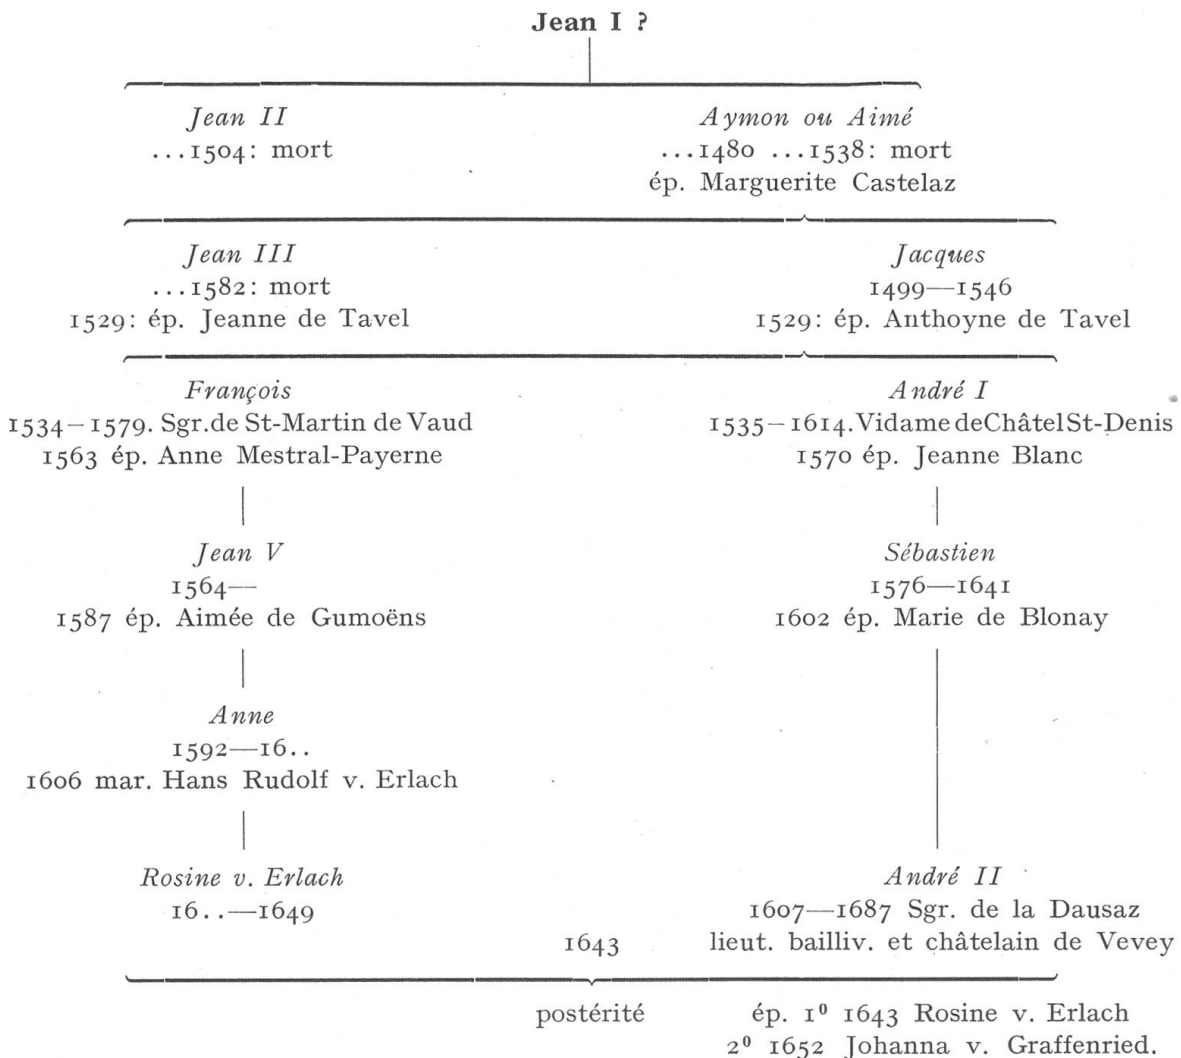 Jean I ?
Jean II
...1504: mort
Aymon ou Aimé
...1480 ...1538: mort
ép. Marguerite Castelaz
Jean III
...1582: mort
1529: ép. Jeanne de Tavel
Jacques
1499—1546
1529: ép. Anthoyne de Tavel
François
1534–1579. Sgr. de St-Martin de Vaud
1563 ép. Anne Mestral-Payerne
André I
1535–1614. Vidame de Châtel St-Denis
1570 ép. Jeanne Blanc
Jean V
1564—
1587 ép. Aimée de Gumoëns
Sébastien
1576—1641
1602 ép. Marie de Blonay
Anne
1592—16..
1606 mar. Hans Rudolf v. Erlach
Rosine v. Erlach
16..—1649
André II
1607—1687 Sgr. de la Dausaz
lieut. bailliv. et châtelain de Vevey
1643
postérité
ép. 1⁰ 1643 Rosine v. Erlach
2⁰ 1652 Johanna v. Graffenried.